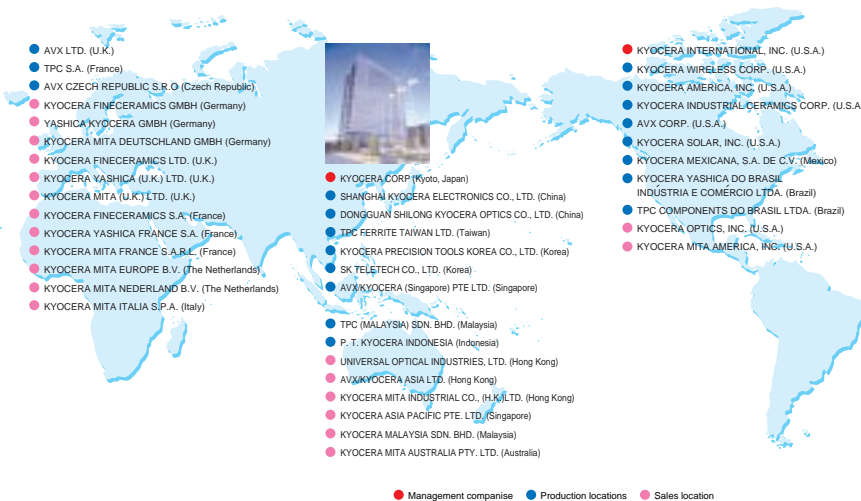 AVX LTD. (U.K.)
TPC S.A. (France)
AVX CZECH REPUBLIC S.R.O (Czech Republic)
KYOCERA FINECERAMICS GMBH (Germany)
YASHICA KYOCERA GMBH (Germany)
KYOCERA MITA DEUTSCHLAND GMBH (Germany)
KYOCERA FINECERAMICS LTD. (U.K.)
KYOCERA YASHICA (U.K.) LTD. (U.K.)
KYOCERA MITA (U.K.) LTD. (U.K.)
KYOCERA FINECERAMICS S.A. (France)
KYOCERA YASHICA FRANCE S.A. (France)
KYOCERA MITA FRANCE S.A.R.L. (France)
KYOCERA MITA EUROPE B.V. (The Netherlands)
KYOCERA MITA NEDERLAND B.V. (The Netherlands)
KYOCERA MITA ITALIA S.P.A. (Italy)
KYOCERA CORP (Kyoto, Japan)
SHANGHAI KYOCERA ELECTRONICS CO., LTD. (China)
DONGGUAN SHILONG KYOCERA OPTICS CO., LTD. (China)
TPC FERRITE TAIWAN LTD. (Taiwan)
KYOCERA PRECISION TOOLS KOREA CO., LTD. (Korea)
SK TELETECH CO., LTD. (Korea)
AVX/KYOCERA (Singapore) PTE LTD. (Singapore)
TPC (MALAYSIA) SDN. BHD. (Malaysia)
P. T. KYOCERA INDONESIA (Indonesia)
UNIVERSAL OPTICAL INDUSTRIES, LTD. (Hong Kong)
AVX/KYOCERA ASIA LTD. (Hong Kong)
KYOCERA MITA INDUSTRIAL CO., (H.K.)LTD. (Hong Kong)
KYOCERA ASIA PACIFIC PTE. LTD. (Singapore)
KYOCERA MALAYSIA SDN. BHD. (Malaysia)
KYOCERA MITA AUSTRALIA PTY. LTD. (Australia)
KYOCERA INTERNATIONAL, INC. (U.S.A.)
KYOCERA WIRELESS CORP. (U.S.A.)
KYOCERA AMERICA, INC. (U.S.A.)
KYOCERA INDUSTRIAL CERAMICS CORP. (U.S.A
AVX CORP. (U.S.A.)
KYOCERA SOLAR, INC. (U.S.A.)
KYOCERA MEXICANA, S.A. DE C.V. (Mexico)
KYOCERA YASHICA DO BRASIL
INDÚSTRIA E COMÉRCIO LTDA. (Brazil)
TPC COMPONENTS DO BRASIL LTDA. (Brazil)
KYOCERA OPTICS, INC. (U.S.A.)
KYOCERA MITA AMERICA, INC. (U.S.A.)
Management companise Production locations Sales location